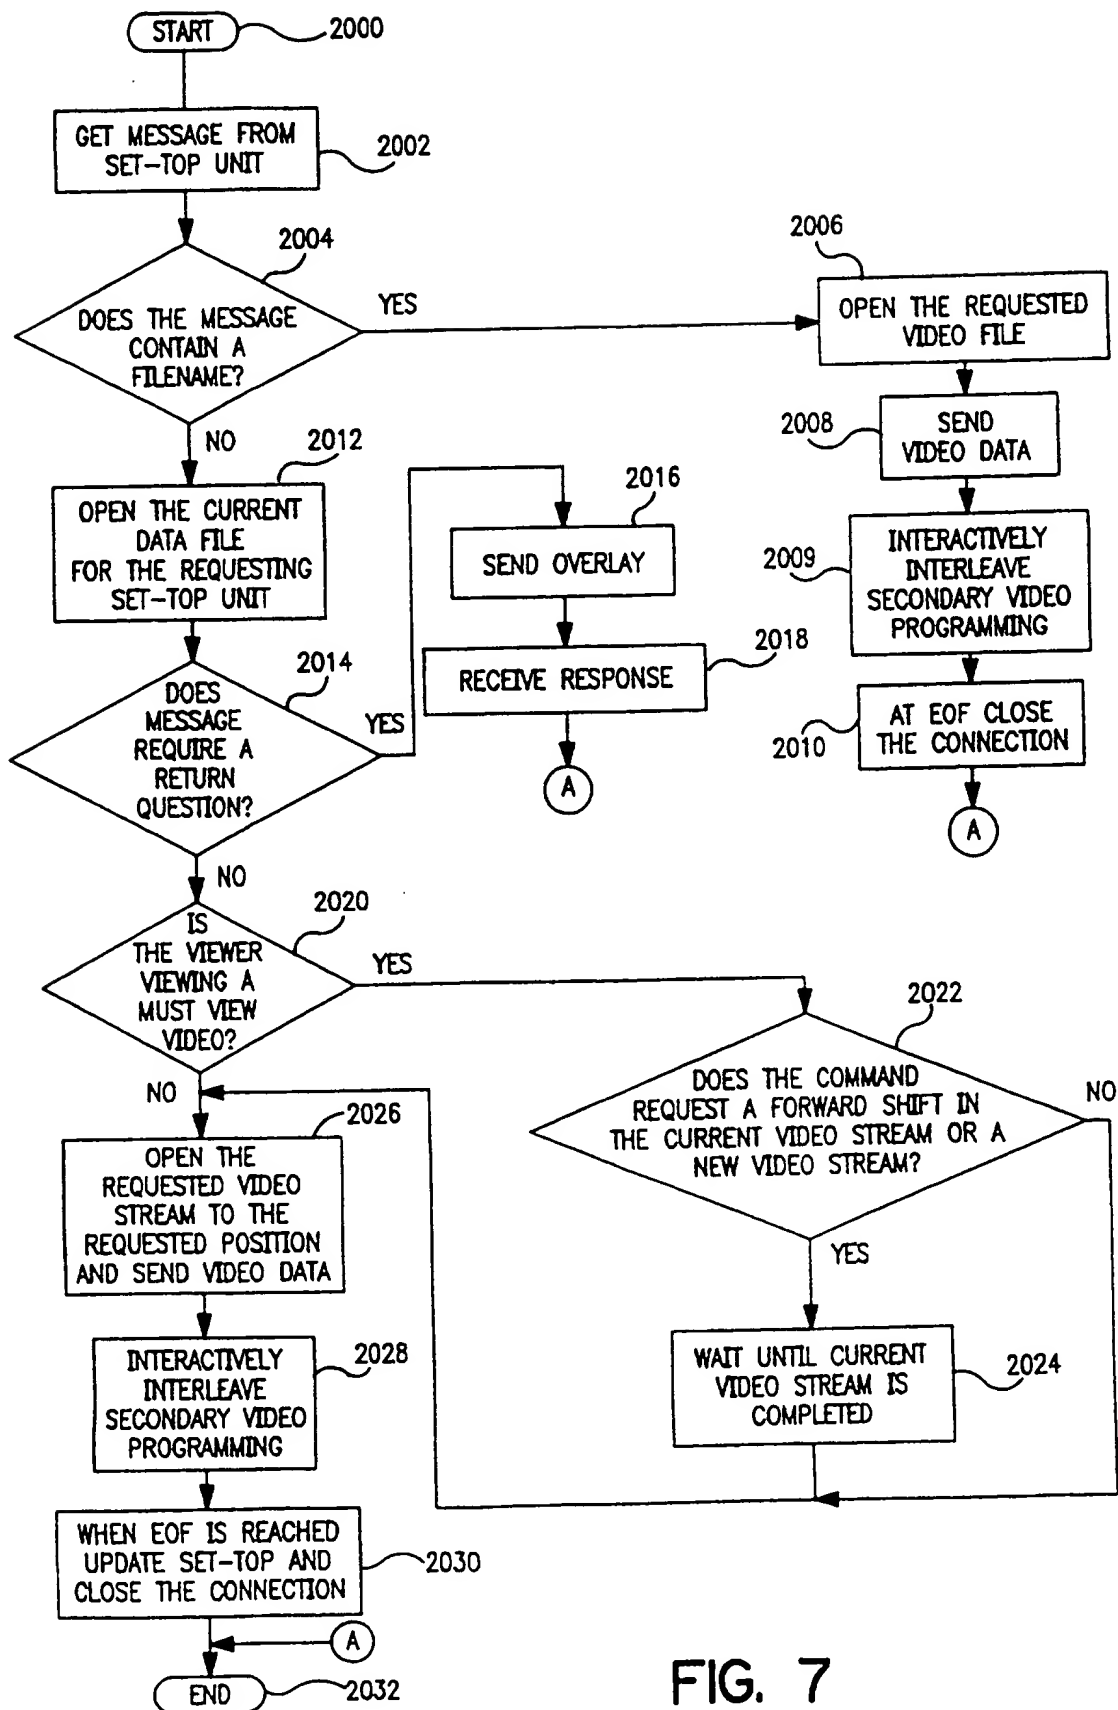 START
2000
GET MESSAGE FROM
SET-TOP UNIT
2002
2004
DOES THE MESSAGE
CONTAIN A
FILENAME?
YES
NO
2006
OPEN THE REQUESTED
VIDEO FILE
2008
SEND
VIDEO DATA
2009
INTERACTIVELY
INTERLEAVE
SECONDARY VIDEO
PROGRAMMING
2010
AT EOF CLOSE
THE CONNECTION
A
2012
OPEN THE CURRENT
DATA FILE
FOR THE REQUESTING
SET-TOP UNIT
2014
DOES
MESSAGE
REQUIRE A
RETURN
QUESTION?
YES
NO
2016
SEND OVERLAY
2018
RECEIVE RESPONSE
A
2020
IS
THE VIEWER
VIEWING A
MUST VIEW
VIDEO?
YES
NO
2022
DOES THE COMMAND
REQUEST A FORWARD SHIFT IN
THE CURRENT VIDEO STREAM OR A
NEW VIDEO STREAM?
NO
YES
WAIT UNTIL CURRENT
VIDEO STREAM IS
COMPLETED
2024
2026
OPEN THE
REQUESTED VIDEO
STREAM TO THE
REQUESTED POSITION
AND SEND VIDEO DATA
INTERACTIVELY
INTERLEAVE
SECONDARY VIDEO
PROGRAMMING
2028
WHEN EOF IS REACHED
UPDATE SET-TOP AND
CLOSE THE CONNECTION
2030
A
END
2032
FIG. 7